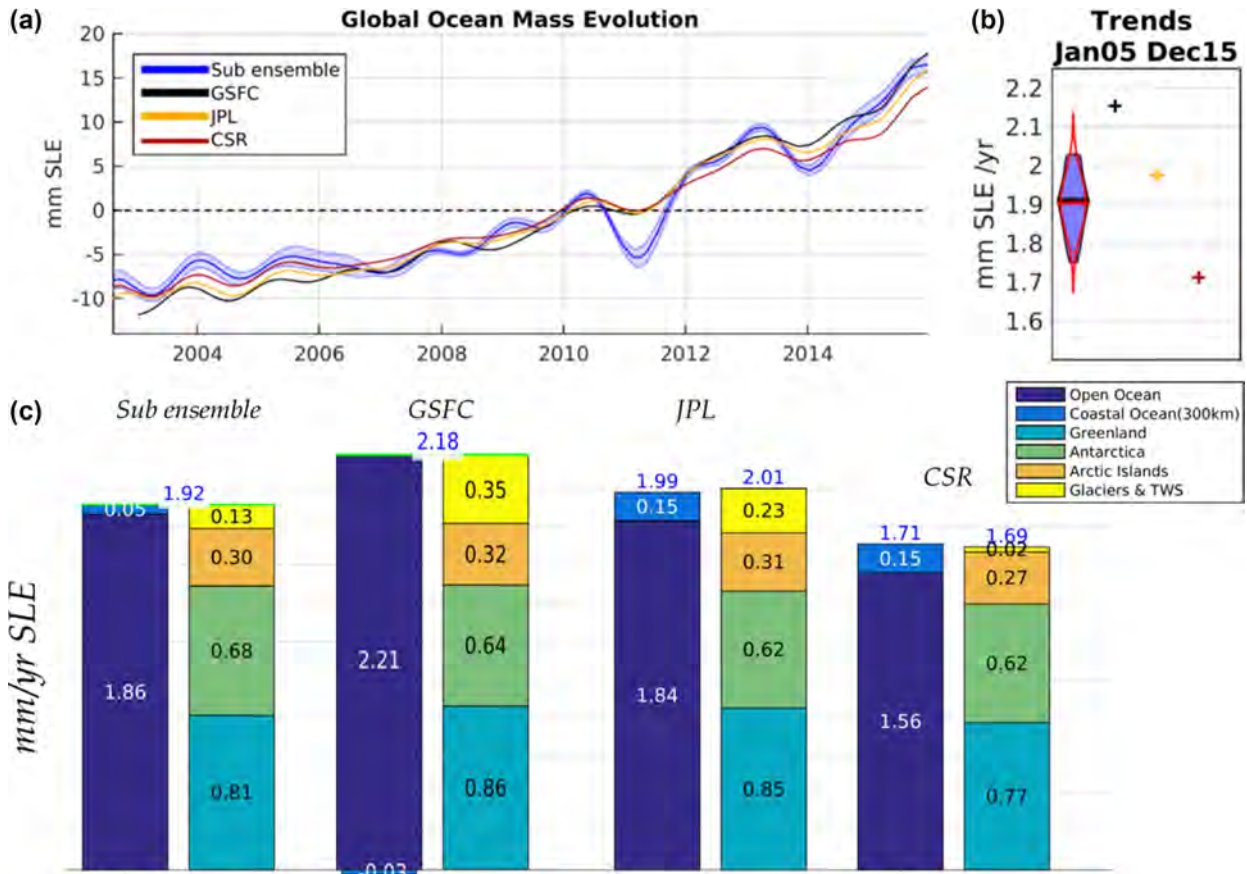 (a)
Global Ocean Mass Evolution
20
15
10
5
0
-5
-10
mm SLE
Sub ensemble
GSFC
JPL
CSR
2004 2006 2008 2010 2012 2014
(b)
Trends
Jan05 Dec15
2.2
2.1
2
1.9
1.8
1.7
1.6
mm SLE /yr
(c)
Sub ensemble
GSFC
JPL
CSR
Open Ocean
Coastal Ocean(300km)
Greenland
Antarctica
Arctic Islands
Glaciers & TWS
mm/yr SLE
1.92
0.05
1.86
0.13
0.30
0.68
0.81
2.18
2.21
-0.03
0.35
0.32
0.64
0.86
1.99
0.15
1.84
2.01
0.23
0.31
0.62
0.85
1.71
0.15
1.56
1.69
0.02
0.27
0.62
0.77